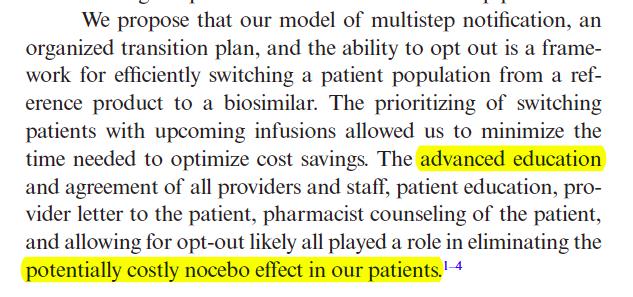 We propose that our model of multistep notification, an
organized transition plan, and the ability to opt out is a frame-
work for efficiently switching a patient population from a ref-
erence product to a biosimilar. The prioritizing of switching
patients with upcoming infusions allowed us to minimize the
time needed to optimize cost savings. The advanced education
and agreement of all providers and staff, patient education, pro-
vider letter to the patient, pharmacist counseling of the patient,
and allowing for opt-out likely all played a role in eliminating the
potentially costly nocebo effect in our patients.1–4